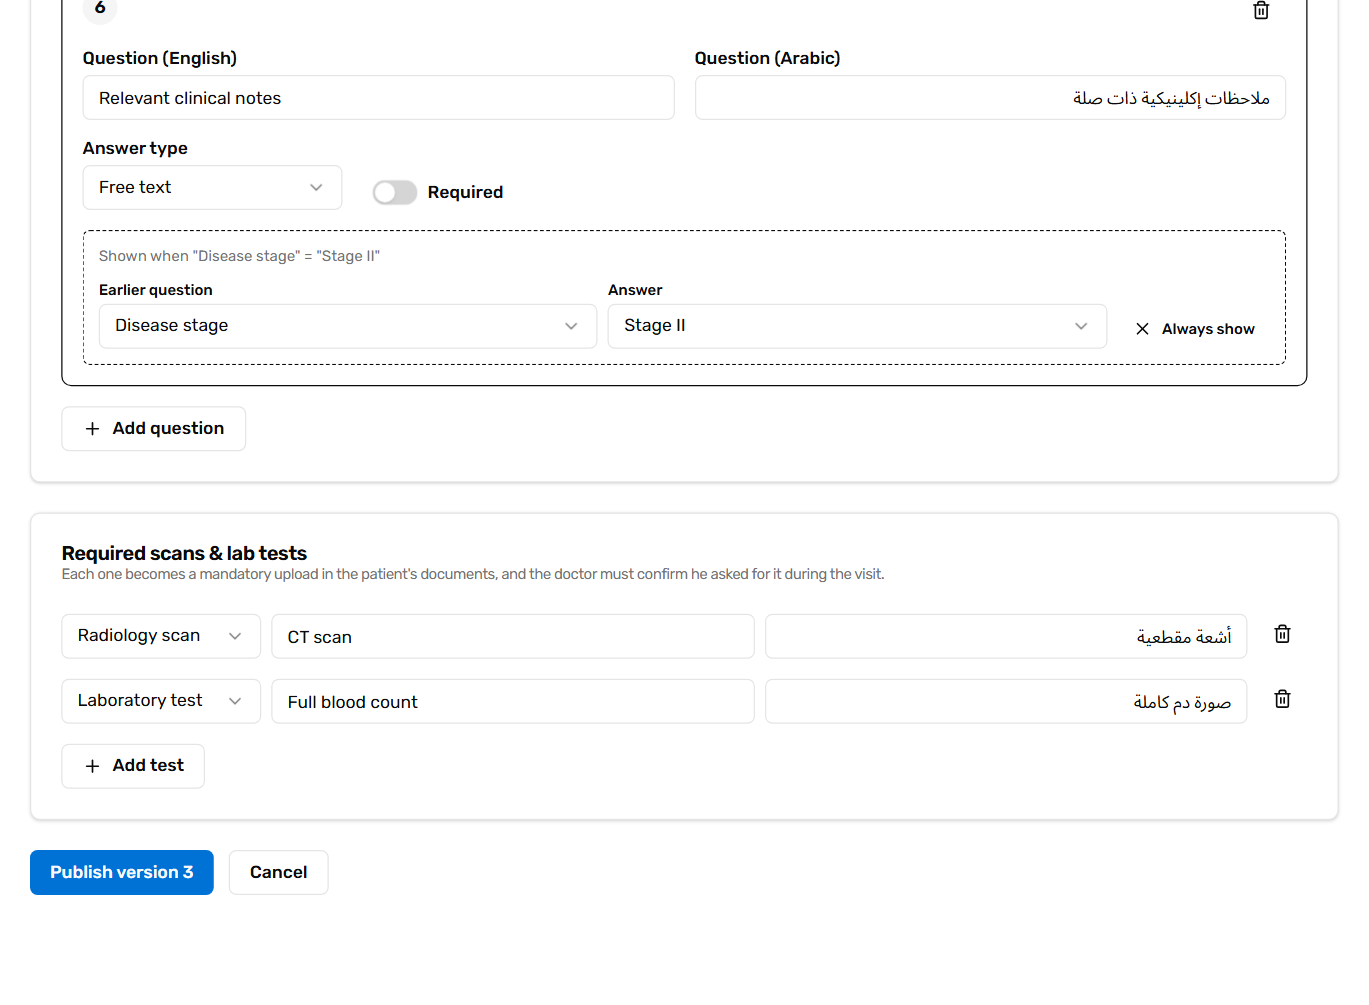 6
Question (English)
Question (Arabic)
Relevant clinical notes
ملاحظات إكلينيكية ذات صلة
Answer type
Free text
Required
Shown when "Disease stage" = "Stage II"
Earlier question
Answer
Disease stage
Stage II
Always show
Add question
Required scans & lab tests
Each one becomes a mandatory upload in the patient's documents, and the doctor must confirm he asked for it during the visit.
Radiology scan
CT scan
أشعة مقطعية
Laboratory test
Full blood count
صورة دم كاملة
Add test
Publish version 3
Cancel